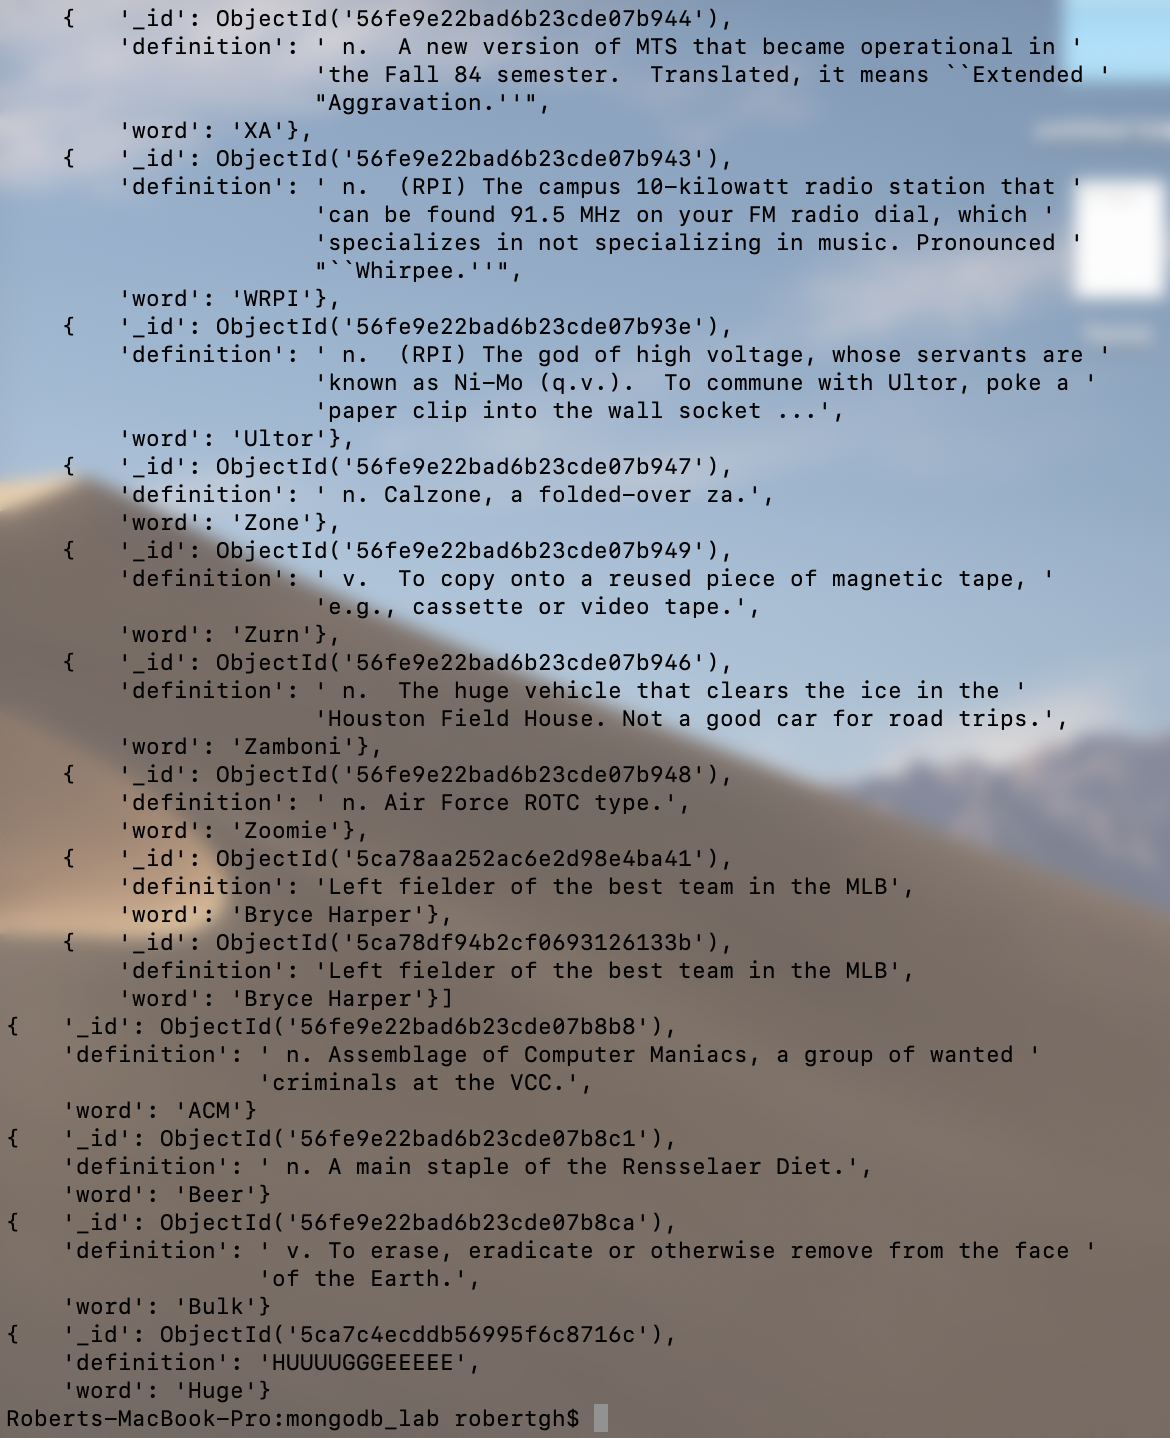 {   '_id': ObjectId('56fe9e22bad6b23cde07b944'),
'definition': ' n.  A new version of MTS that became operational in '
'the Fall 84 semester.  Translated, it means ``Extended '
"Aggravation.''",
'word': 'XA'},
{   '_id': ObjectId('56fe9e22bad6b23cde07b943'),
'definition': ' n.  (RPI) The campus 10-kilowatt radio station that '
'can be found 91.5 MHz on your FM radio dial, which '
'specializes in not specializing in music. Pronounced '
"``Whirpee.''",
'word': 'WRPI'},
{   '_id': ObjectId('56fe9e22bad6b23cde07b93e'),
'definition': ' n.  (RPI) The god of high voltage, whose servants are '
'known as Ni-Mo (q.v.).  To commune with Ultor, poke a '
'paper clip into the wall socket ...',
'word': 'Ultor'},
{   '_id': ObjectId('56fe9e22bad6b23cde07b947'),
'definition': ' n. Calzone, a folded-over za.',
'word': 'Zone'},
{   '_id': ObjectId('56fe9e22bad6b23cde07b949'),
'definition': ' v.  To copy onto a reused piece of magnetic tape, '
'e.g., cassette or video tape.',
'word': 'Zurn'},
{   '_id': ObjectId('56fe9e22bad6b23cde07b946'),
'definition': ' n.  The huge vehicle that clears the ice in the '
'Houston Field House. Not a good car for road trips.',
'word': 'Zamboni'},
{   '_id': ObjectId('56fe9e22bad6b23cde07b948'),
'definition': ' n. Air Force ROTC type.',
'word': 'Zoomie'},
{   '_id': ObjectId('5ca78aa252ac6e2d98e4ba41'),
'definition': 'Left fielder of the best team in the MLB',
'word': 'Bryce Harper'},
{   '_id': ObjectId('5ca78df94b2cf0693126133b'),
'definition': 'Left fielder of the best team in the MLB',
'word': 'Bryce Harper'}]
{   '_id': ObjectId('56fe9e22bad6b23cde07b8b8'),
'definition': ' n. Assemblage of Computer Maniacs, a group of wanted '
'criminals at the VCC.',
'word': 'ACM'}
{   '_id': ObjectId('56fe9e22bad6b23cde07b8c1'),
'definition': ' n. A main staple of the Rensselaer Diet.',
'word': 'Beer'}
{   '_id': ObjectId('56fe9e22bad6b23cde07b8ca'),
'definition': ' v. To erase, eradicate or otherwise remove from the face '
'of the Earth.',
'word': 'Bulk'}
{   '_id': ObjectId('5ca7c4ecddb56995f6c8716c'),
'definition': 'HUUUUGGGEEEEE',
'word': 'Huge'}
Roberts-MacBook-Pro:mongodb_lab robertgh$